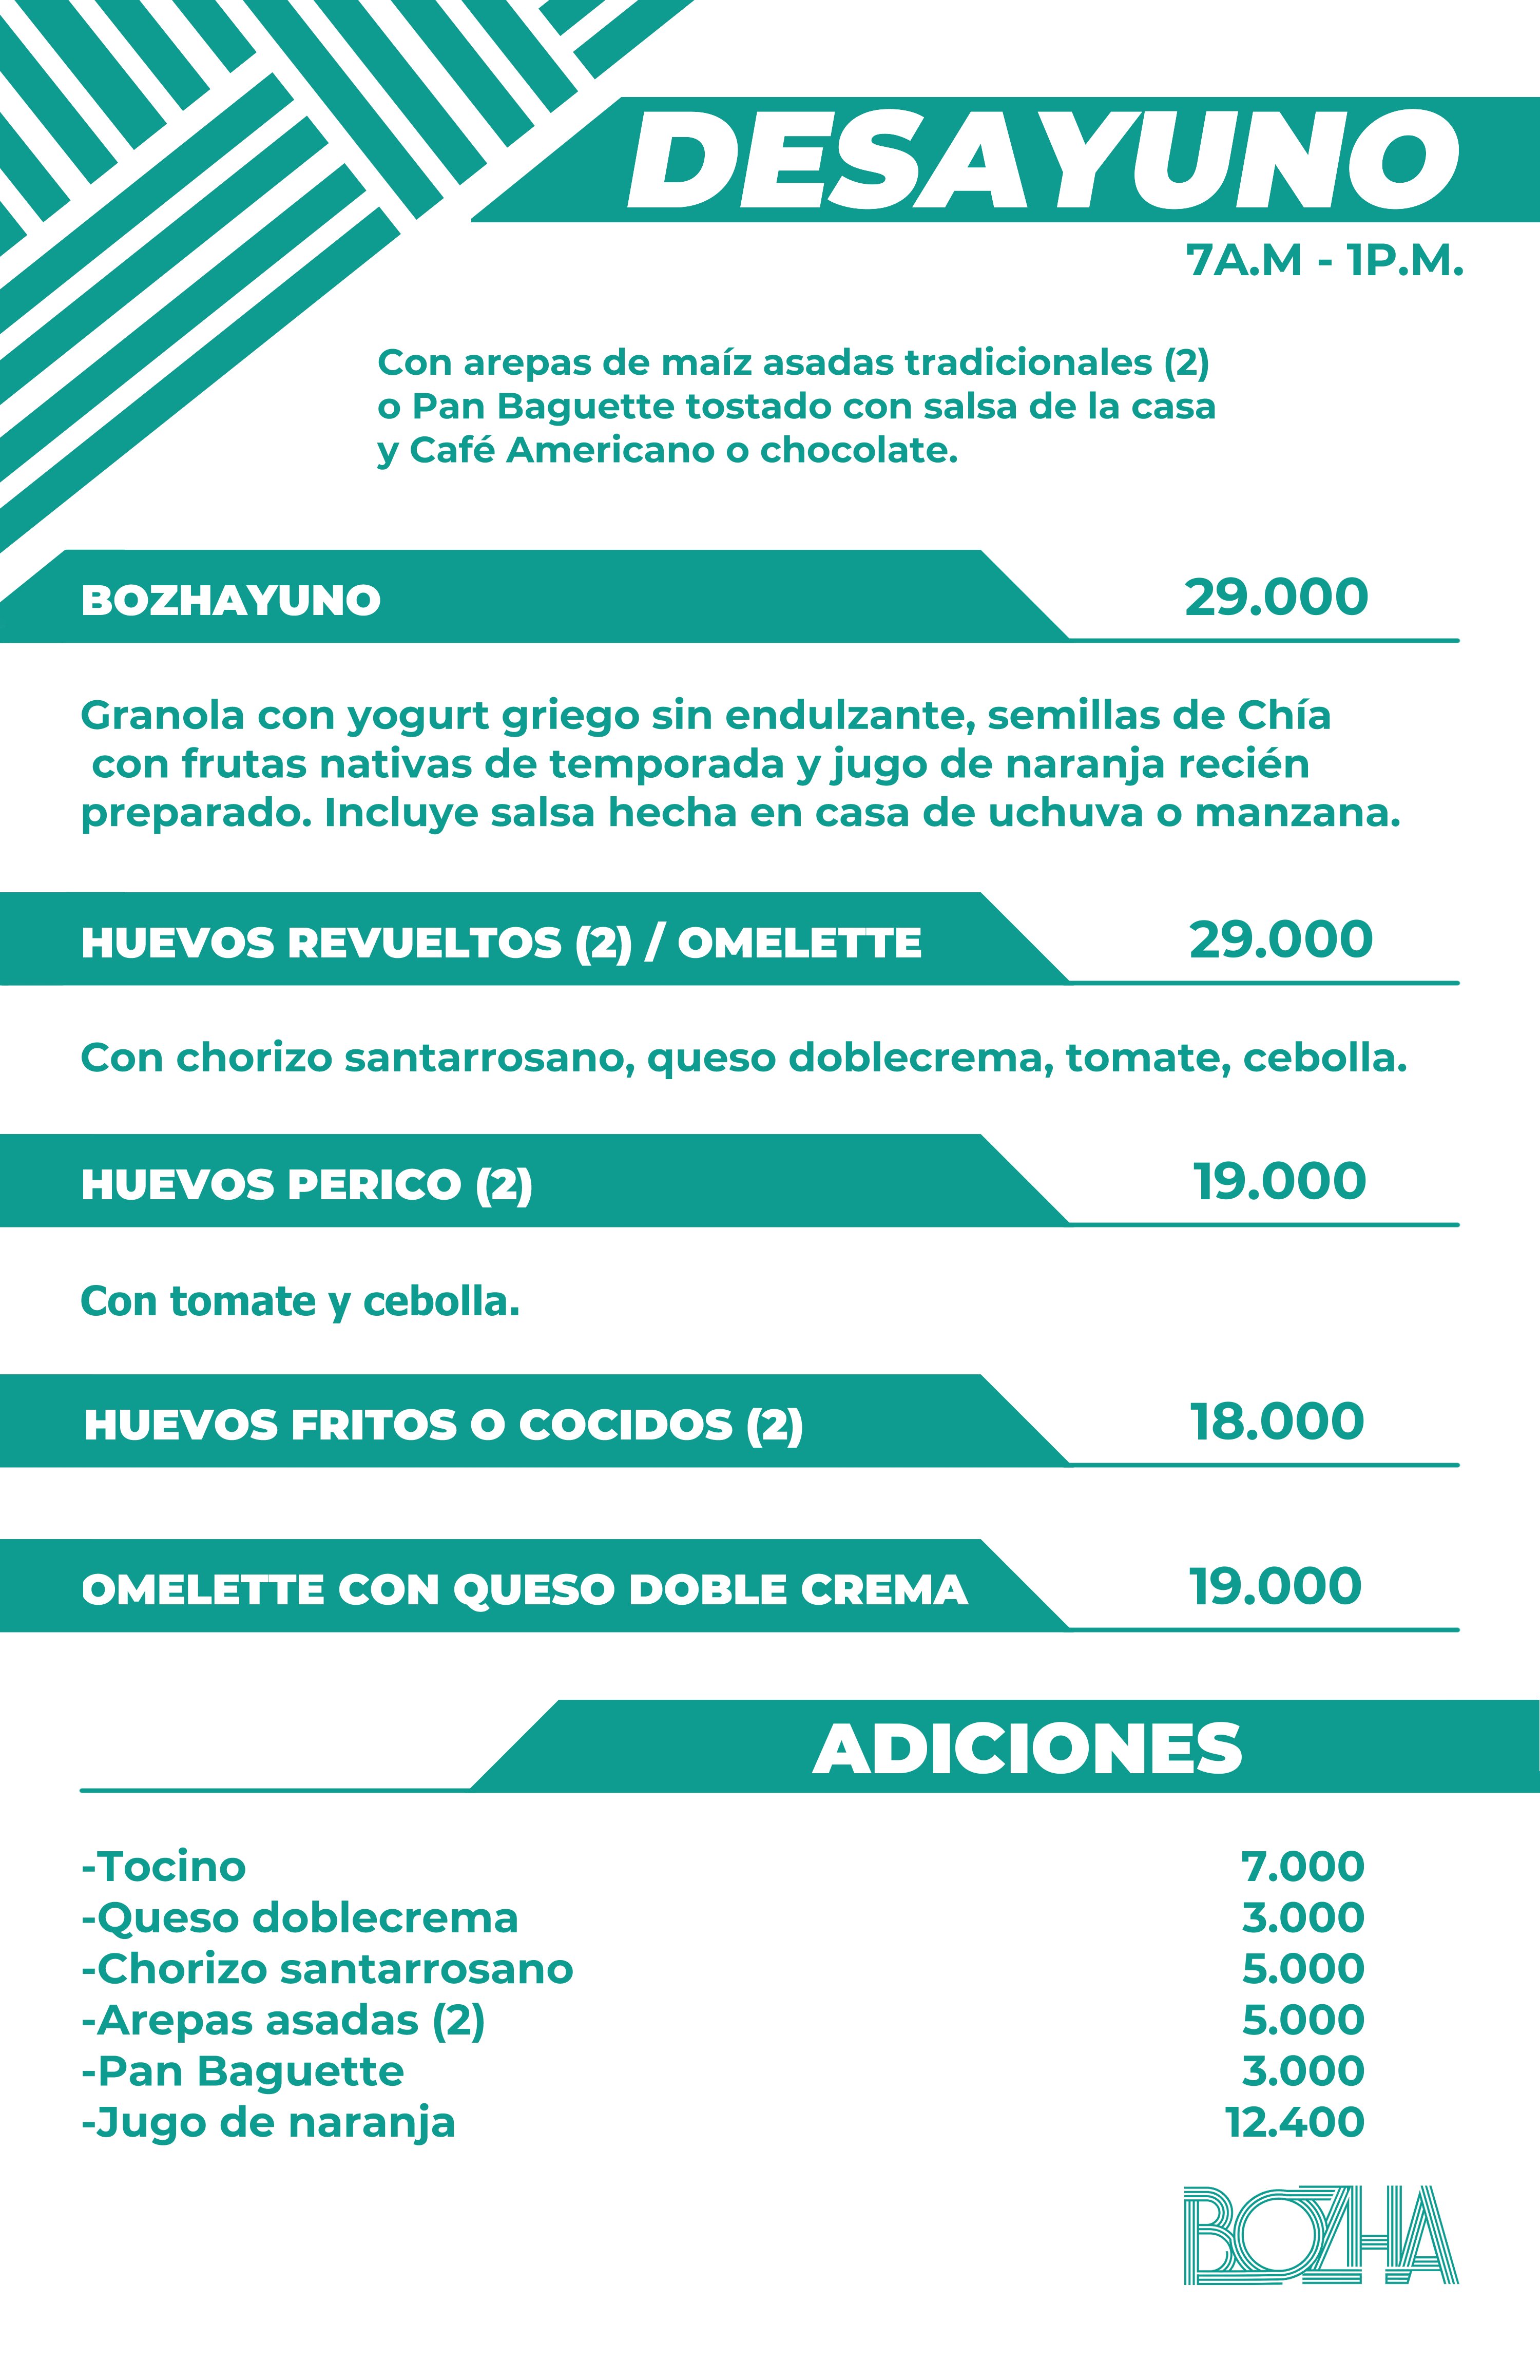 DESAYUNO
7A.M - 1P.M.
Con arepas de maíz asadas tradicionales (2)
o Pan Baguette tostado con salsa de la casa
y Café Americano o chocolate.
BOZHAYUNO 29.000
Granola con yogurt griego sin endulzante, semillas de Chía
con frutas nativas de temporada y jugo de naranja recién
preparado. Incluye salsa hecha en casa de uchuva o manzana.
HUEVOS REVUELTOS (2) / OMELETTE 29.000
Con chorizo santarrosano, queso doblecrema, tomate, cebolla.
HUEVOS PERICO (2) 19.000
Con tomate y cebolla.
HUEVOS FRITOS O COCIDOS (2) 18.000
OMELETTE CON QUESO DOBLE CREMA 19.000
ADICIONES
-Tocino 7.000
-Queso doblecrema 3.000
-Chorizo santarrosano 5.000
-Arepas asadas (2) 5.000
-Pan Baguette 3.000
-Jugo de naranja 12.400
BOZHA